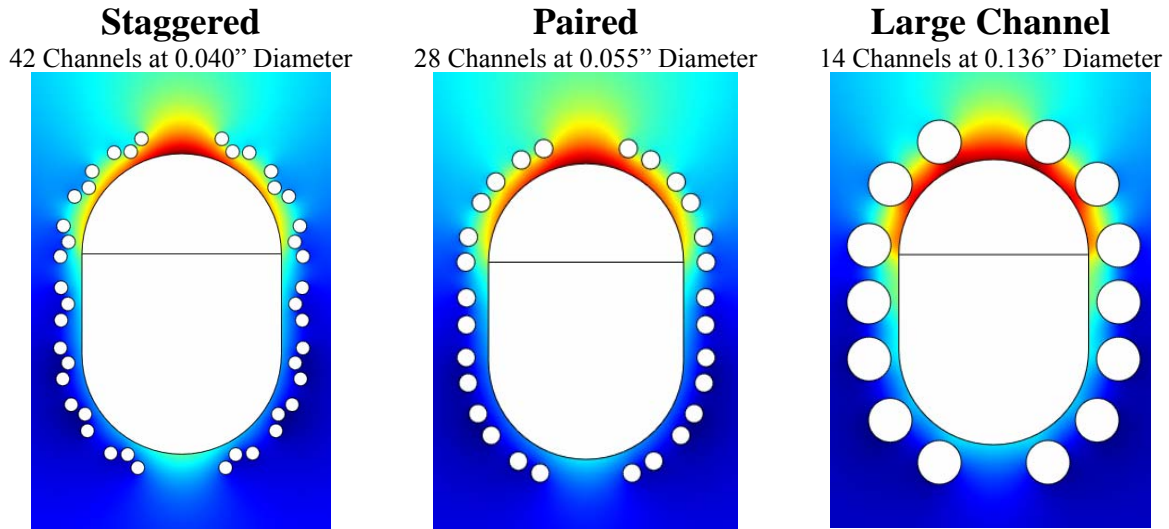 Staggered
42 Channels at 0.040” Diameter
Paired
28 Channels at 0.055” Diameter
Large Channel
14 Channels at 0.136” Diameter